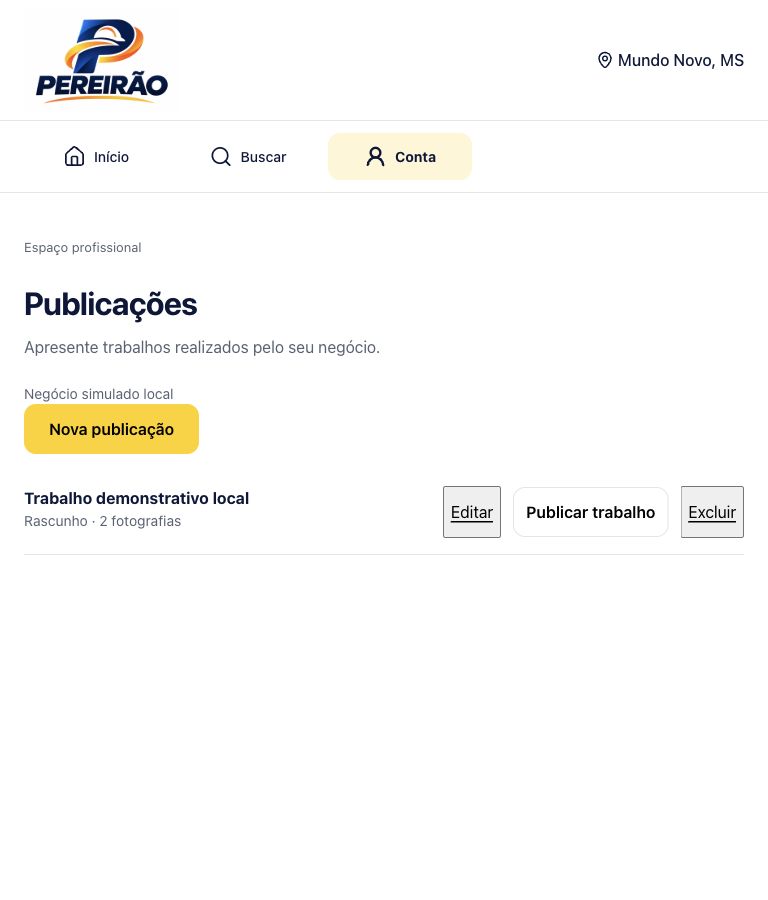 PEREIRÃO
Mundo Novo, MS
Início
Buscar
Conta
Espaço profissional
Publicações
Apresente trabalhos realizados pelo seu negócio.
Negócio simulado local
Nova publicação
Trabalho demonstrativo local
Rascunho · 2 fotografias
Editar
Publicar trabalho
Excluir